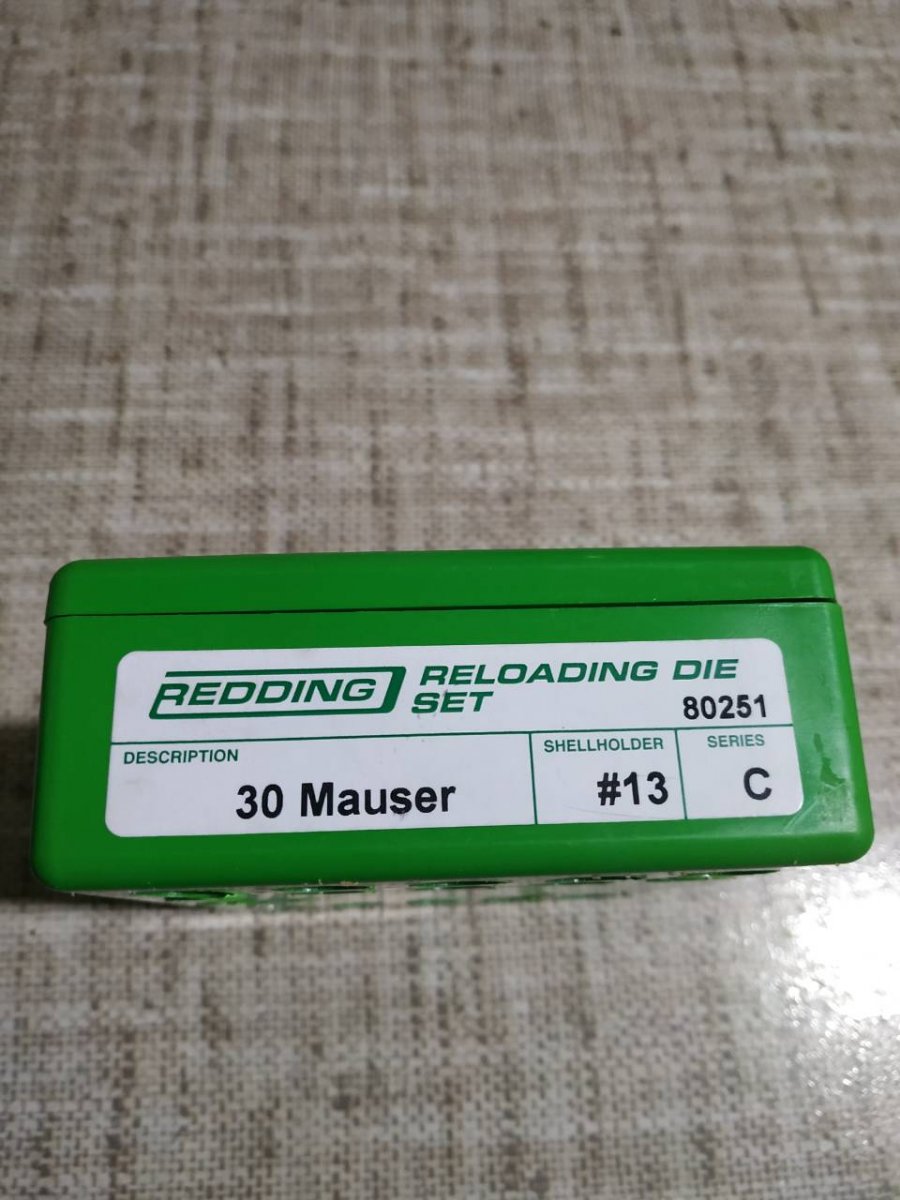 REDDING RELOADING DIE
SET 80251
DESCRIPTION SHELLHOLDER SERIES
30 Mauser #13 C